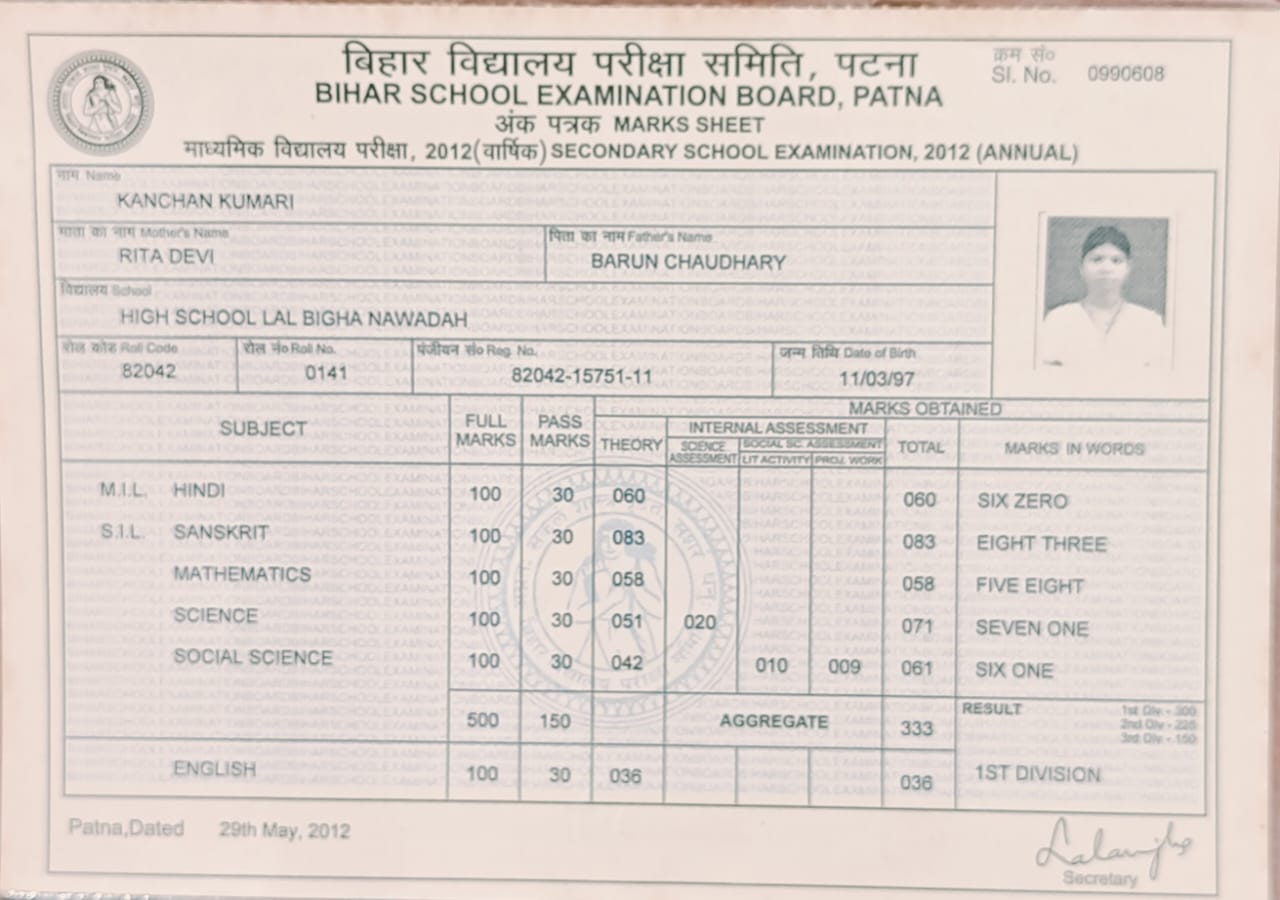 बिहार विद्यालय परीक्षा समिति, पटना
क्रम सं०
Sl. No. 0990608
BIHAR SCHOOL EXAMINATION BOARD, PATNA
अंक पत्रक MARKS SHEET
माध्यमिक विद्यालय परीक्षा, 2012(वार्षिक) SECONDARY SCHOOL EXAMINATION, 2012 (ANNUAL)
नाम Name
KANCHAN KUMARI
माता का नाम Mother's Name
RITA DEVI
पिता का नाम Father's Name
BARUN CHAUDHARY
विद्यालय School
HIGH SCHOOL LAL BIGHA NAWADAH
रोल कोड Roll Code
82042
रोल नं० Roll No.
0141
पंजीयन सं० Reg. No.
82042-15751-11
जन्म तिथि Date of Birth
11/03/97
SUBJECT
FULL MARKS
PASS MARKS
MARKS OBTAINED
THEORY
INTERNAL ASSESSMENT
SCIENCE ASSESSMENT
SOCIAL SC. ASSESSMENT
LIT ACTIVITY PROJ. WORK
TOTAL
MARKS IN WORDS
M.I.L. HINDI 100 30 060 060 SIX ZERO
S.I.L. SANSKRIT 100 30 083 083 EIGHT THREE
MATHEMATICS 100 30 058 058 FIVE EIGHT
SCIENCE 100 30 051 020 071 SEVEN ONE
SOCIAL SCIENCE 100 30 042 010 009 061 SIX ONE
500 150 AGGREGATE 333
RESULT
1st Div - 300
2nd Div - 225
3rd Div - 150
ENGLISH 100 30 036 036 1ST DIVISION
Patna,Dated 29th May, 2012
Secretary